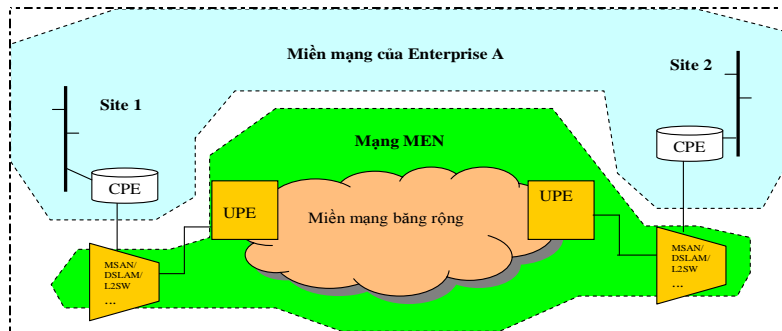 Miền mạng của Enterprise A
Site 1
Site 2
CPE
CPE
Mạng MEN
UPE
Miền mạng băng rộng
UPE
MSAN/
DSLAM/
L2SW
...
MSAN/
DSLAM/
L2SW
...